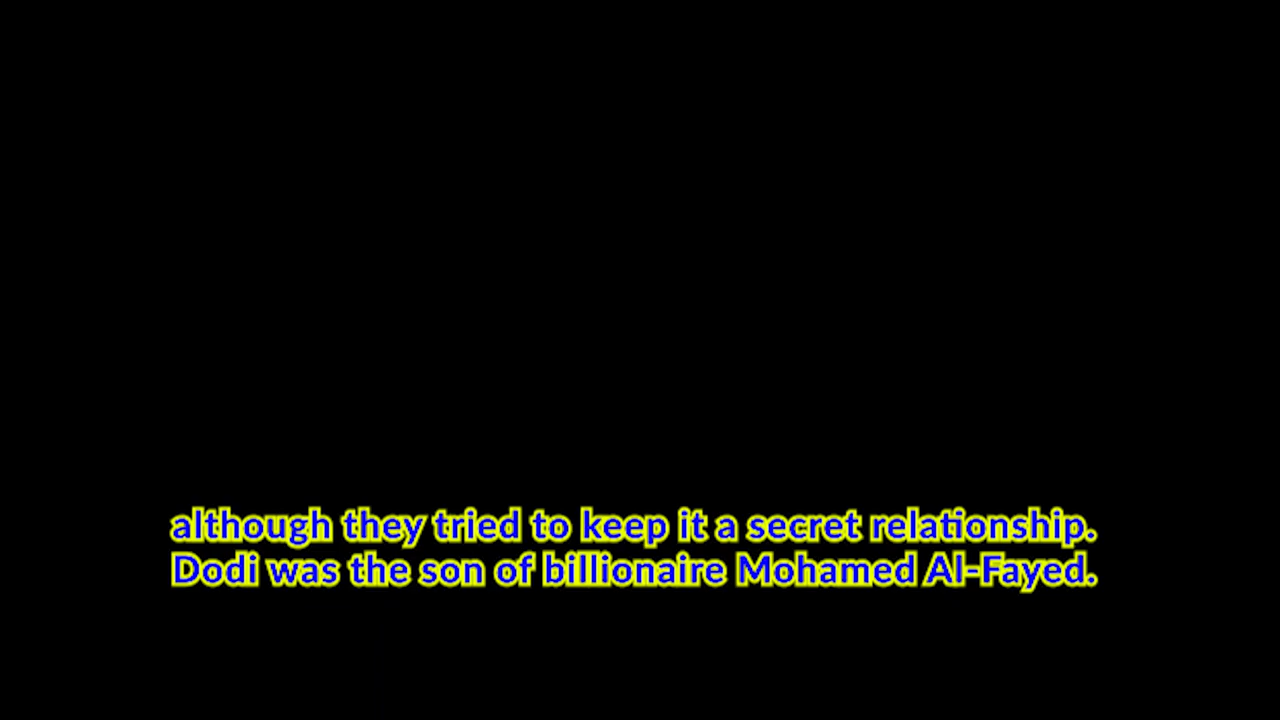 although they tried to keep it a secret relationship.
Dodi was the son of billionaire Mohamed Al-Fayed.